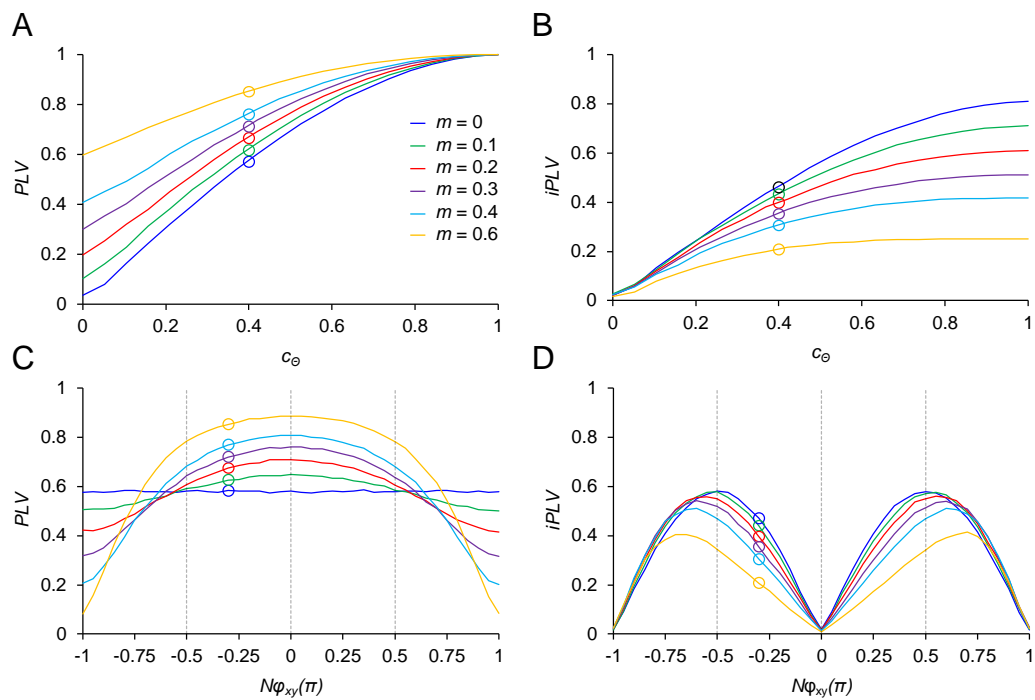 A
PLV
1
0.8
0.6
0.4
0.2
0
0 0.2 0.4 0.6 0.8 1
c_Θ
m = 0
m = 0.1
m = 0.2
m = 0.3
m = 0.4
m = 0.6
B
iPLV
1
0.8
0.6
0.4
0.2
0
0 0.2 0.4 0.6 0.8 1
c_Θ
C
PLV
1
0.8
0.6
0.4
0.2
0
-1 -0.75 -0.5 -0.25 0 0.25 0.5 0.75 1
Nφxy(π)
D
iPLV
1
0.8
0.6
0.4
0.2
0
-1 -0.75 -0.5 -0.25 0 0.25 0.5 0.75 1
Nφxy(π)